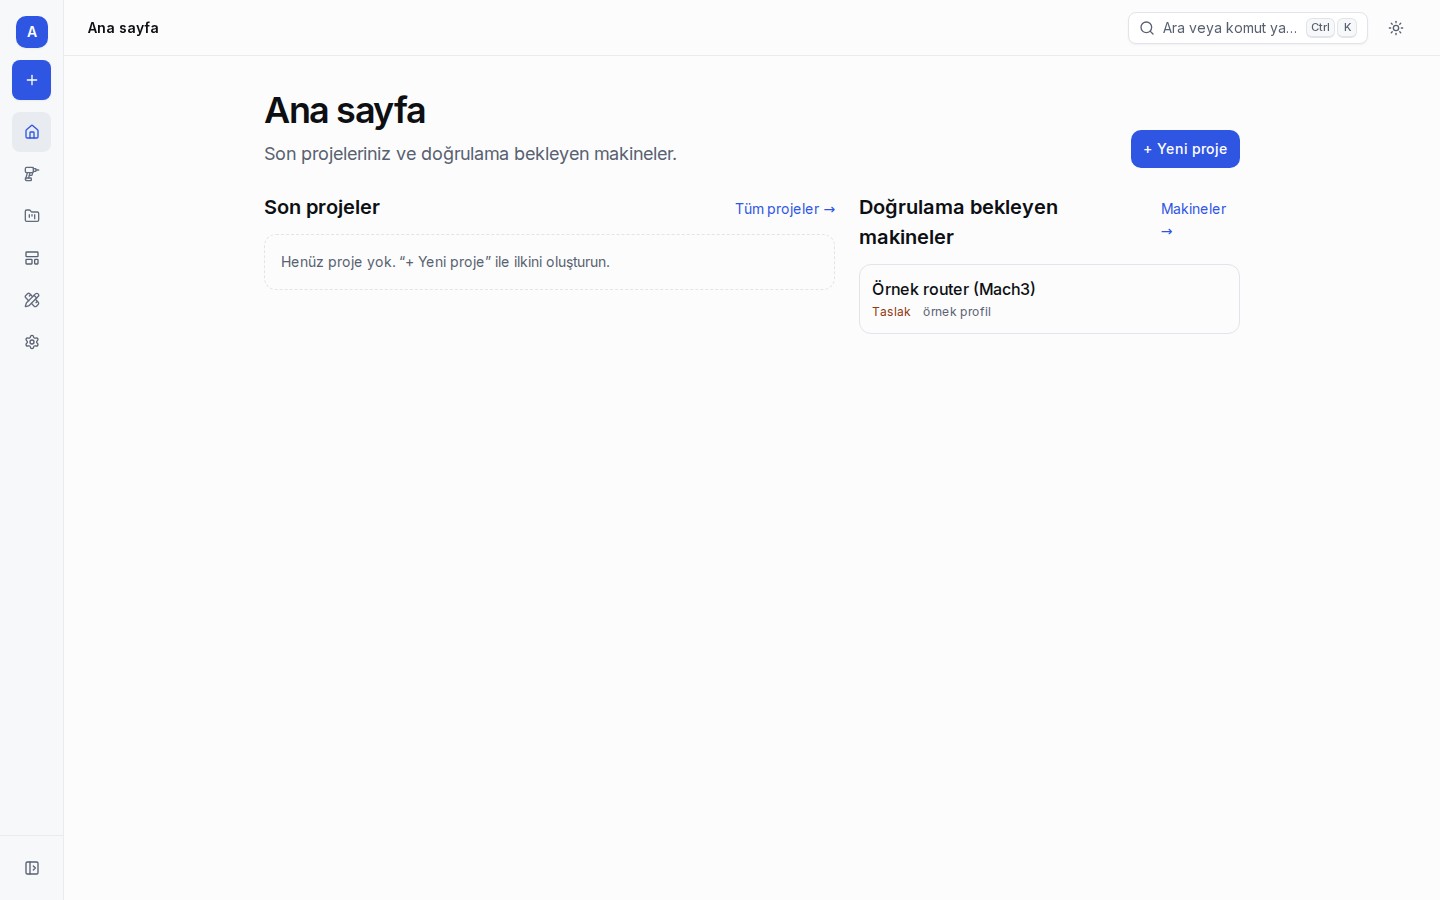 A
Ana sayfa
Ara veya komut ya...
Ctrl
K
Ana sayfa
Son projeleriniz ve doğrulama bekleyen makineler.
+ Yeni proje
Son projeler
Tüm projeler →
Henüz proje yok. “+ Yeni proje” ile ilkini oluşturun.
Doğrulama bekleyen
makineler
Makineler
→
Örnek router (Mach3)
Taslak örnek profil